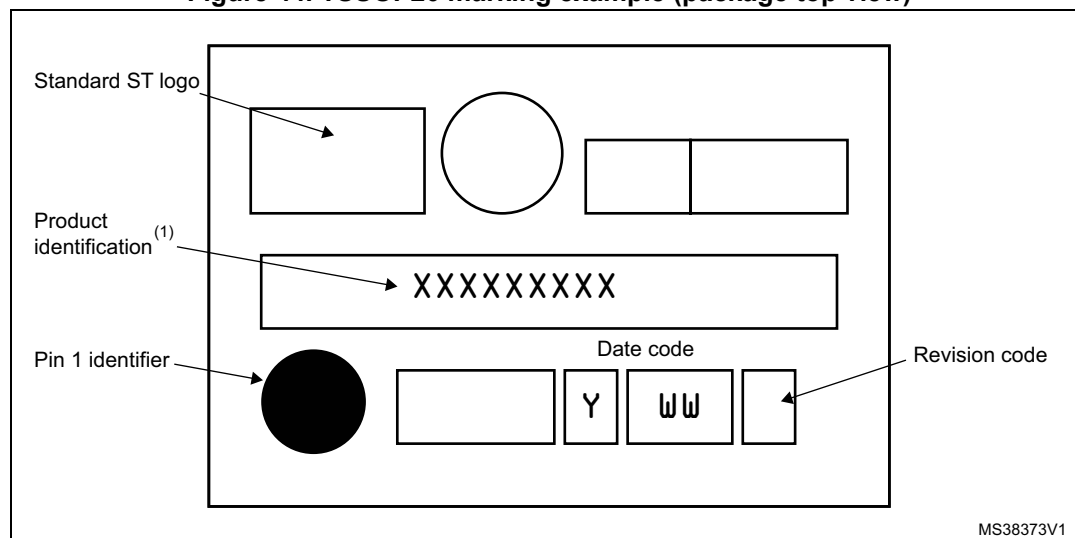 Standard ST logo
Product
identification (1)
XXXXXXXXX
Pin 1 identifier
Date code
Revision code
Y WW
MS38373V1